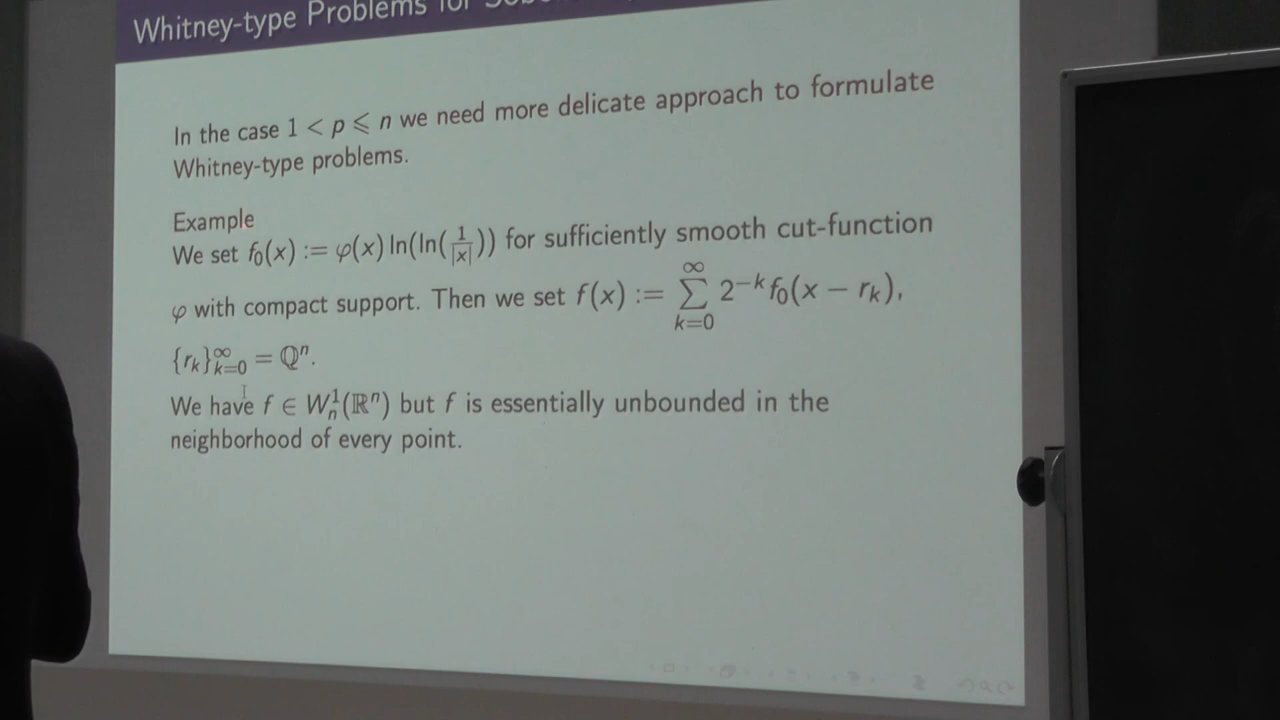 Whitney-type Problems for
In the case 1 < p ⩽ n we need more delicate approach to formulate
Whitney-type problems.
Example
We set f₀(x) := φ(x) ln(ln(1/|x|)) for sufficiently smooth cut-function
φ with compact support. Then we set f(x) := ∑_{k=0}^{∞} 2^{−k} f₀(x − r_k),
{r_k}_{k=0}^{∞} = ℚⁿ.
We have f ∈ W_n^1(ℝⁿ) but f is essentially unbounded in the
neighborhood of every point.